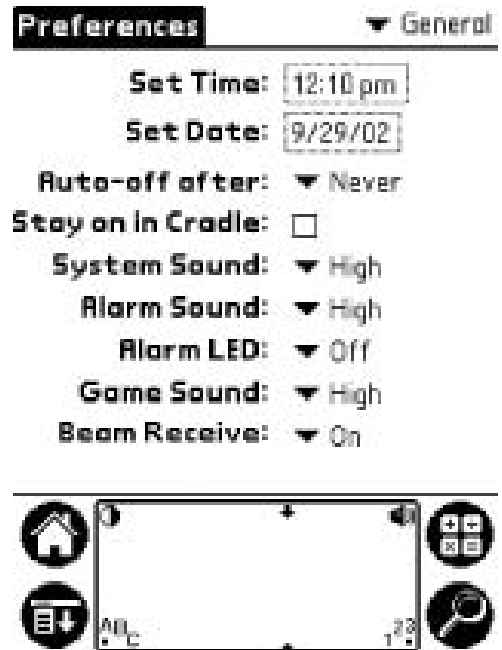 Preferences ▼ General
Set Time: 12:10 pm
Set Date: 9/29/02
Auto-off after: ▼ Never
Stay on in Cradle: ☐
System Sound: ▼ High
Alarm Sound: ▼ High
Alarm LED: ▼ Off
Game Sound: ▼ High
Beam Receive: ▼ On
ABC 123